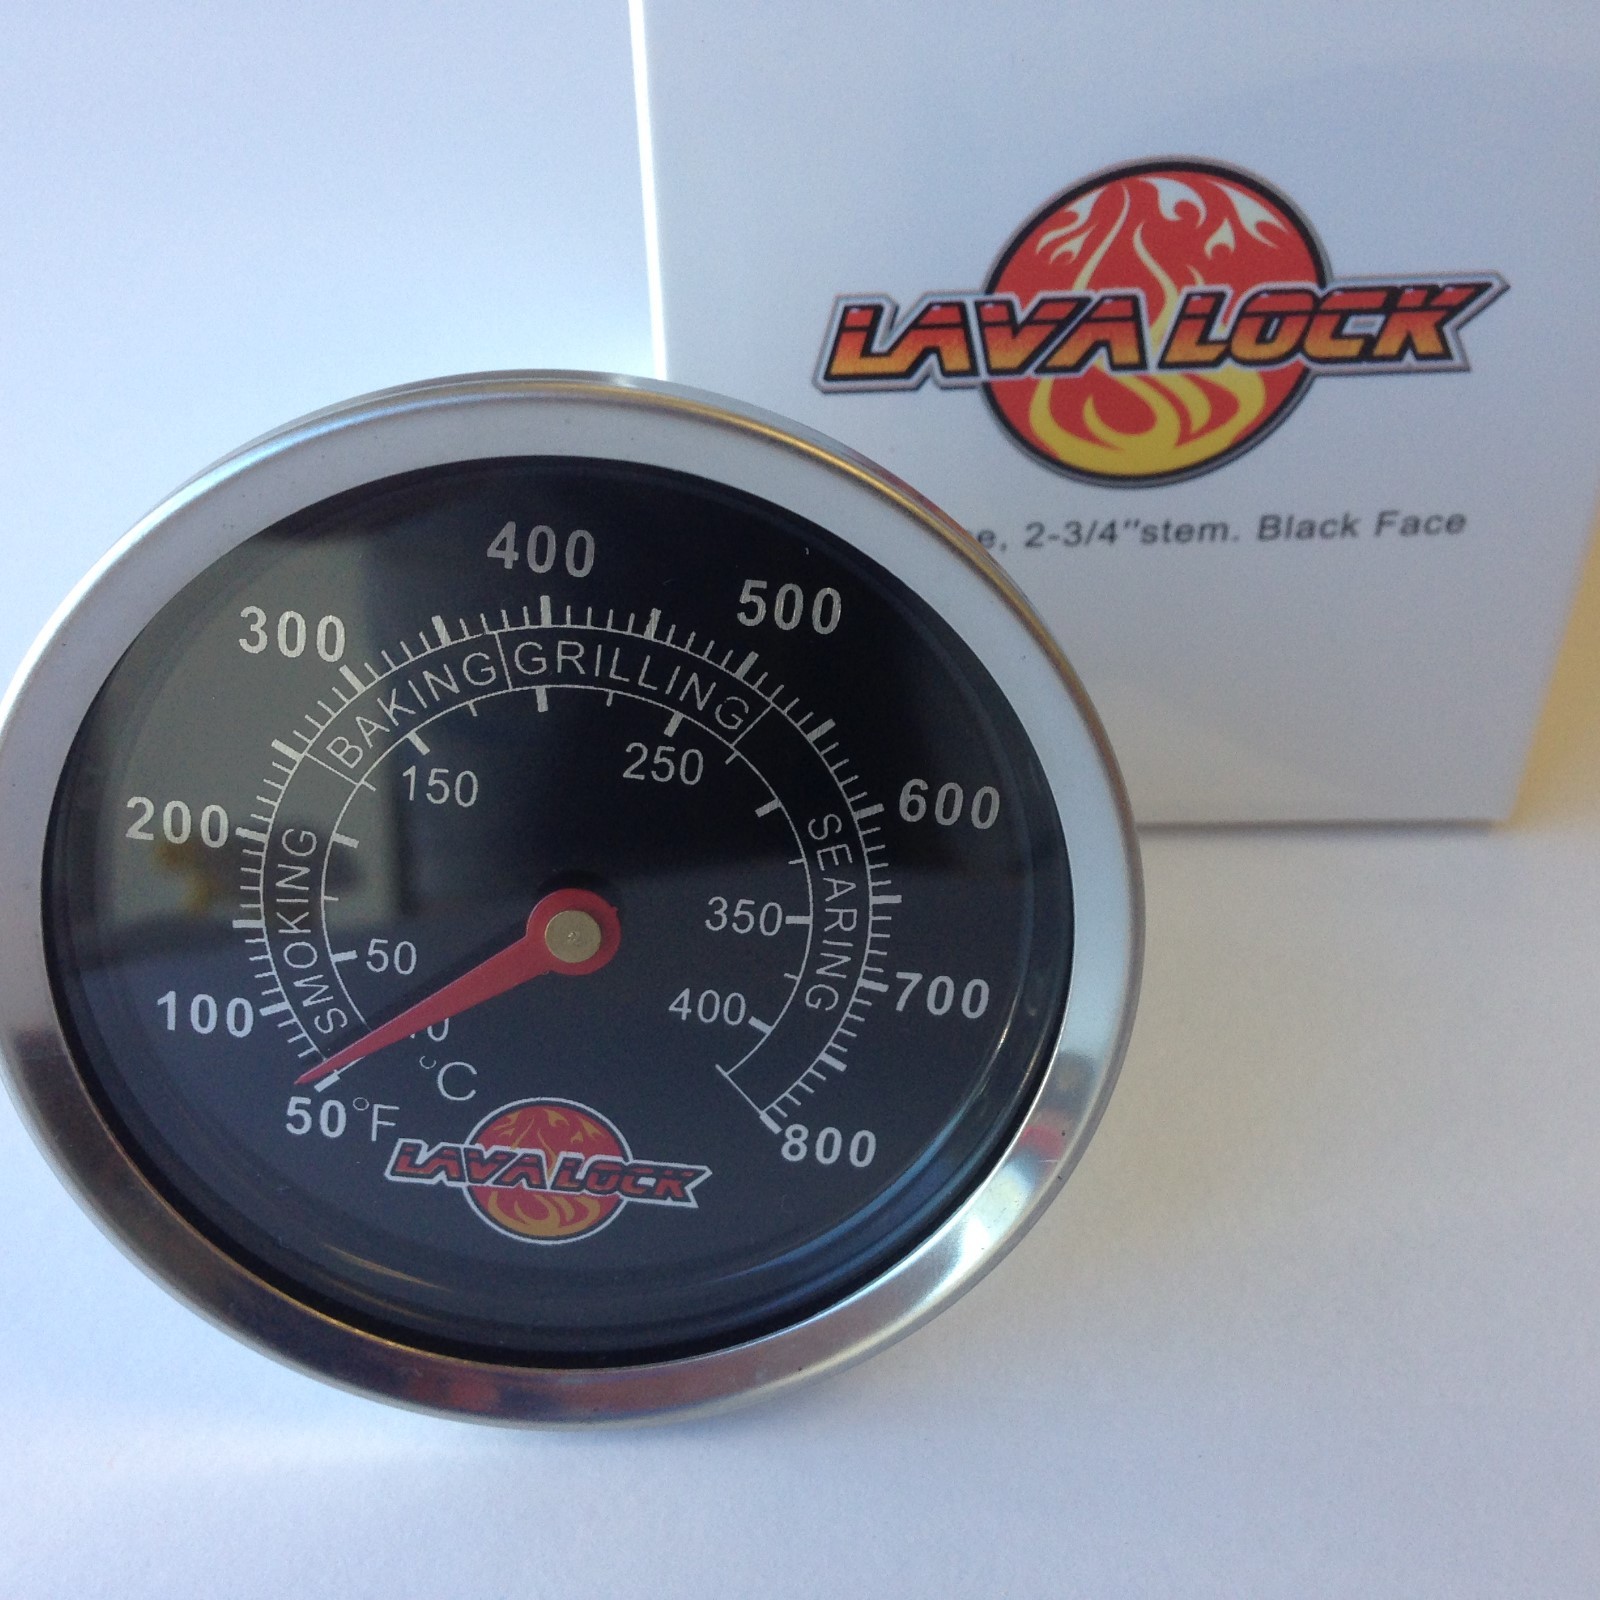 LAVA LOCK
e, 2-3/4"stem. Black Face
400
500
300
BAKING
GRILLING
150
250
200
600
SMOKING
SEARING
350
50
100
700
400
0
°C
50°F
800
LAVA LOCK